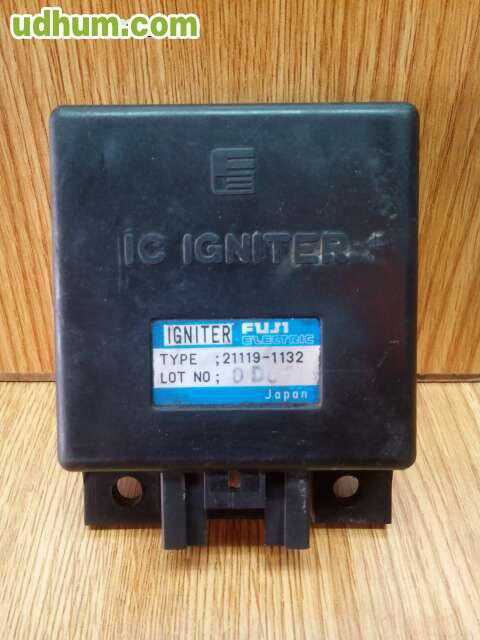 udhum.com
IC IGNITER
IGNITER FUJI
ELECTRIC
TYPE ; 21119-1132
LOT NO ;
Japan